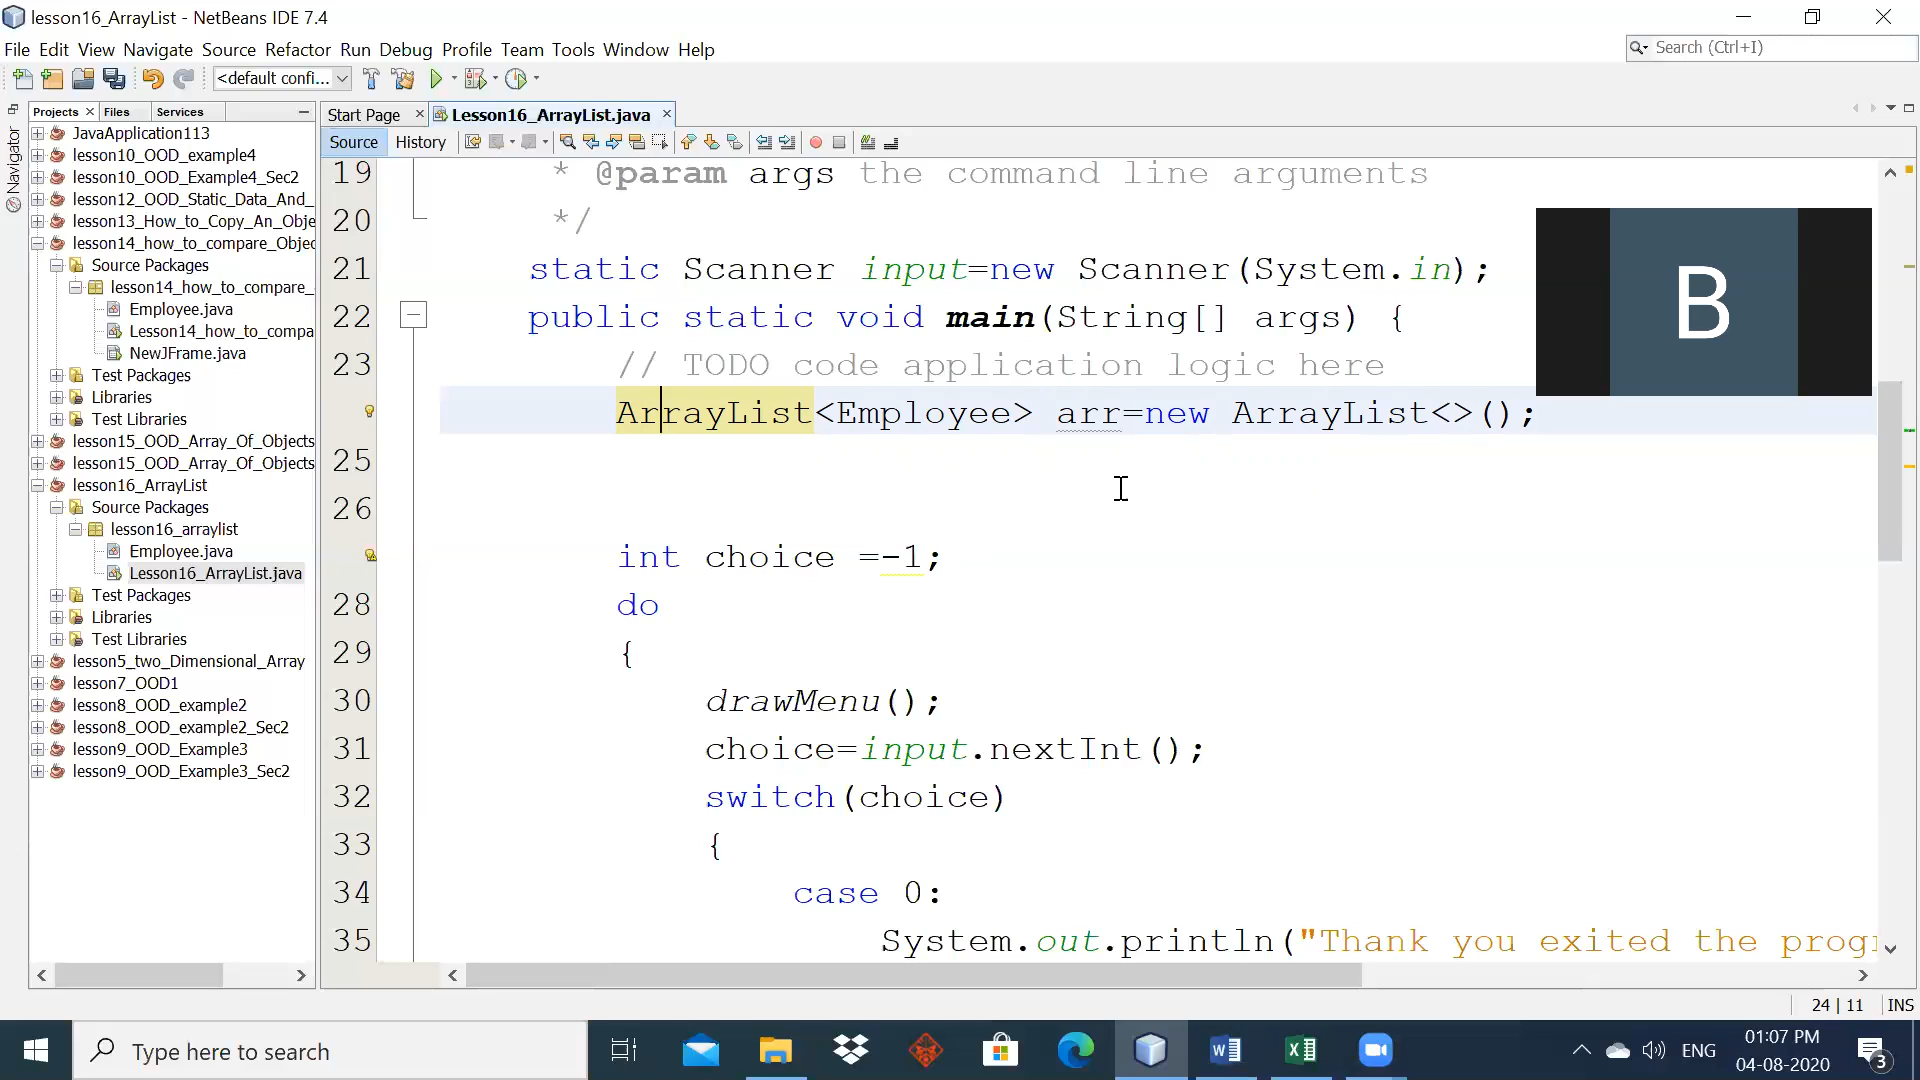 lesson16_ArrayList - NetBeans IDE 7.4
File Edit View Navigate Source Refactor Run Debug Profile Team Tools Window Help
Search (Ctrl+I)
<default confi...
Projects Files Services
Start Page Lesson16_ArrayList.java
Source History
Navigator
JavaApplication113
lesson10_OOD_example4
lesson10_OOD_Example4_Sec2
lesson12_OOD_Static_Data_And_
lesson13_How_to_Copy_An_Obje
lesson14_how_to_compare_Objec
Source Packages
lesson14_how_to_compare_
Employee.java
Lesson14_how_to_compa
NewJFrame.java
Test Packages
Libraries
Test Libraries
lesson15_OOD_Array_Of_Objects
lesson15_OOD_Array_Of_Objects
lesson16_ArrayList
Source Packages
lesson16_arraylist
Employee.java
Lesson16_ArrayList.java
Test Packages
Libraries
Test Libraries
lesson5_two_Dimensional_Array
lesson7_OOD1
lesson8_OOD_example2
lesson8_OOD_example2_Sec2
lesson9_OOD_Example3
lesson9_OOD_Example3_Sec2
19 * @param args the command line arguments
20 */
21 static Scanner input=new Scanner(System.in);
22 public static void main(String[] args) {
23 // TODO code application logic here
ArrayList<Employee> arr=new ArrayList<>();
25
26
int choice =-1;
28 do
29 {
30 drawMenu();
31 choice=input.nextInt();
32 switch(choice)
33 {
34 case 0:
35 System.out.println("Thank you exited the progr
B
24 | 11 INS
Type here to search
ENG
01:07 PM
04-08-2020
3